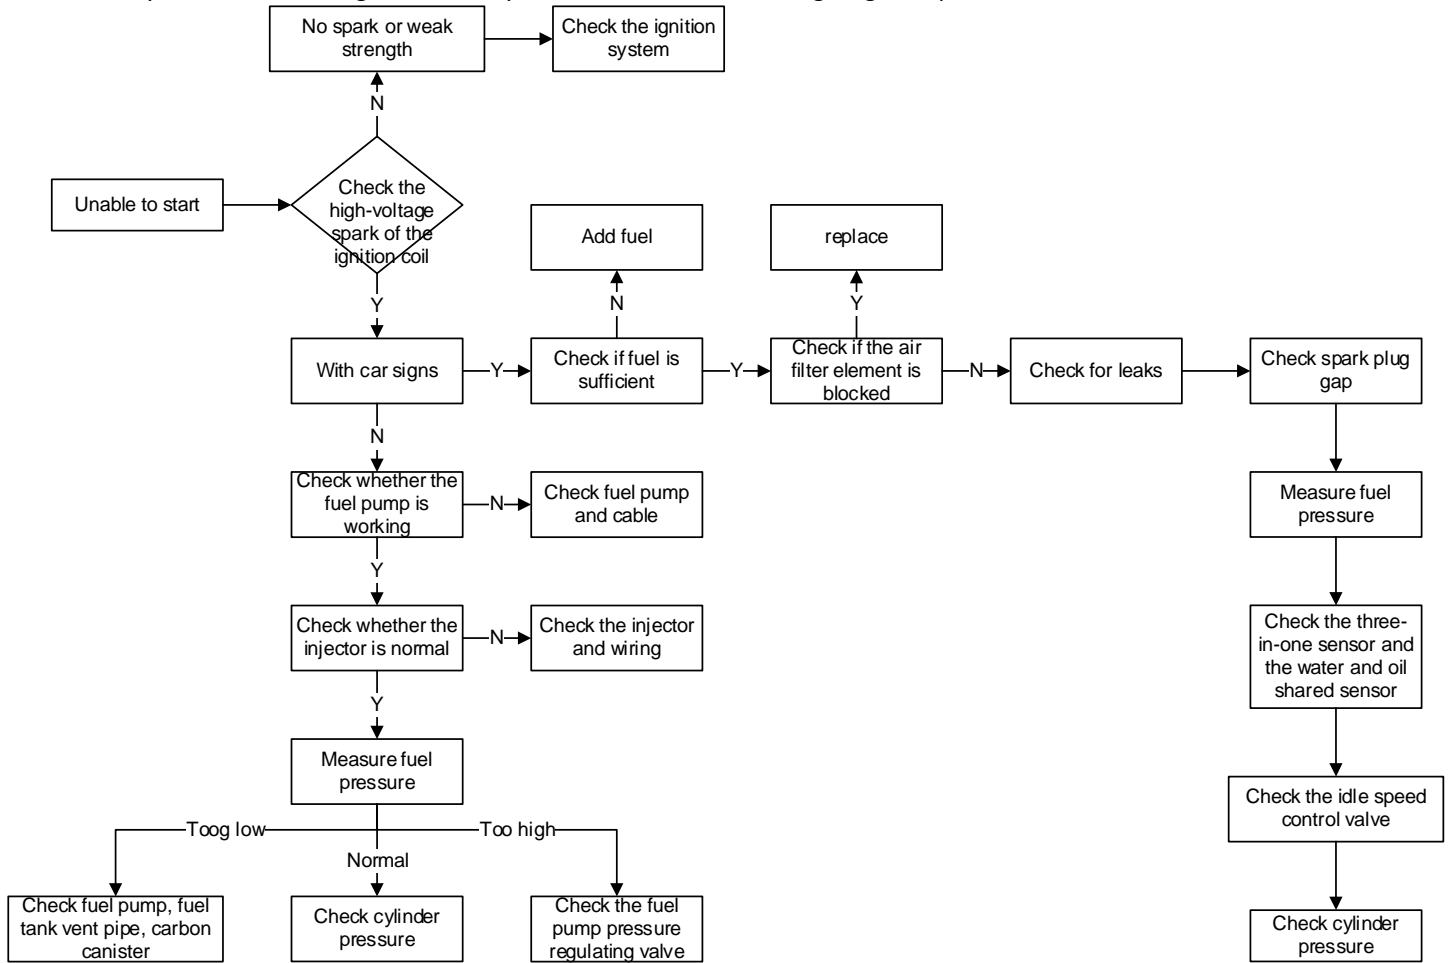 No spark or weak
strength
Check the ignition
system
N
Unable to start
Check the
high-voltage
spark of the
ignition coil
Add fuel
replace
Y
N
Y
With car signs
Y
Check if fuel is
sufficient
Y
Check if the air
filter element is
blocked
N
Check for leaks
Check spark plug
gap
N
Check whether the
fuel pump is
working
N
Check fuel pump
and cable
Measure fuel
pressure
Y
Check whether the
injector is normal
N
Check the injector
and wiring
Check the three-
in-one sensor and
the water and oil
shared sensor
Y
Measure fuel
pressure
Check the idle speed
control valve
Toog low
Too high
Normal
Check fuel pump, fuel
tank vent pipe, carbon
canister
Check cylinder
pressure
Check the fuel
pump pressure
regulating valve
Check cylinder
pressure